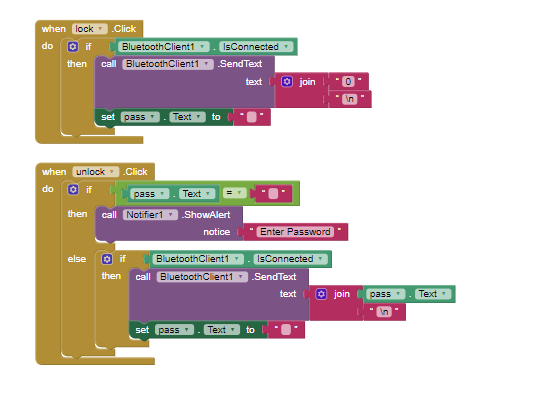 when lock .Click
do if BluetoothClient1 . IsConnected
then call BluetoothClient1 .SendText
text join " 0 "
" \n "
set pass . Text to " "
when unlock .Click
do if pass . Text = " "
then call Notifier1 .ShowAlert
notice " Enter Password "
else if BluetoothClient1 . IsConnected
then call BluetoothClient1 .SendText
text join pass . Text
" \n "
set pass . Text to " "